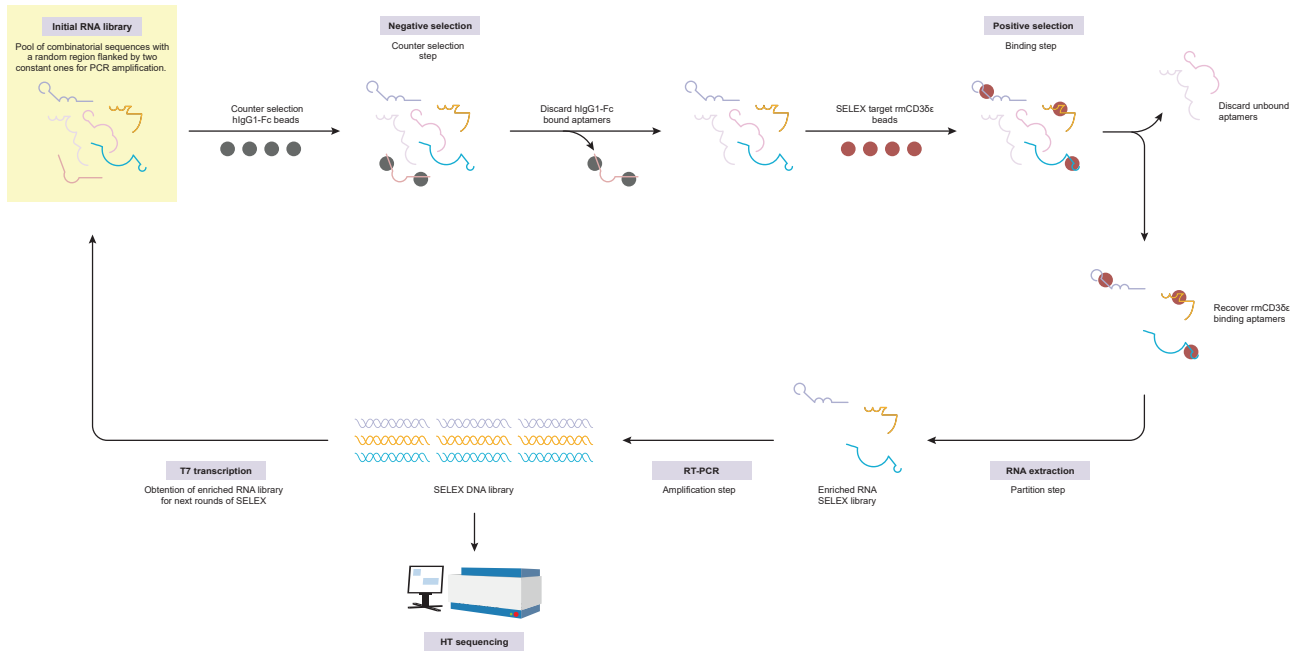 Initial RNA library
Pool of combinatorial sequences with
a random region flanked by two
constant ones for PCR amplification.
Counter selection
hIgG1-Fc beads
Negative selection
Counter selection
step
Discard hIgG1-Fc
bound aptamers
SELEX target rmCD3δε
beads
Positive selection
Binding step
Discard unbound
aptamers
Recover rmCD3δε
binding aptamers
RNA extraction
Partition step
Enriched RNA
SELEX library
RT-PCR
Amplification step
SELEX DNA library
T7 transcription
Obtention of enriched RNA library
for next rounds of SELEX
HT sequencing